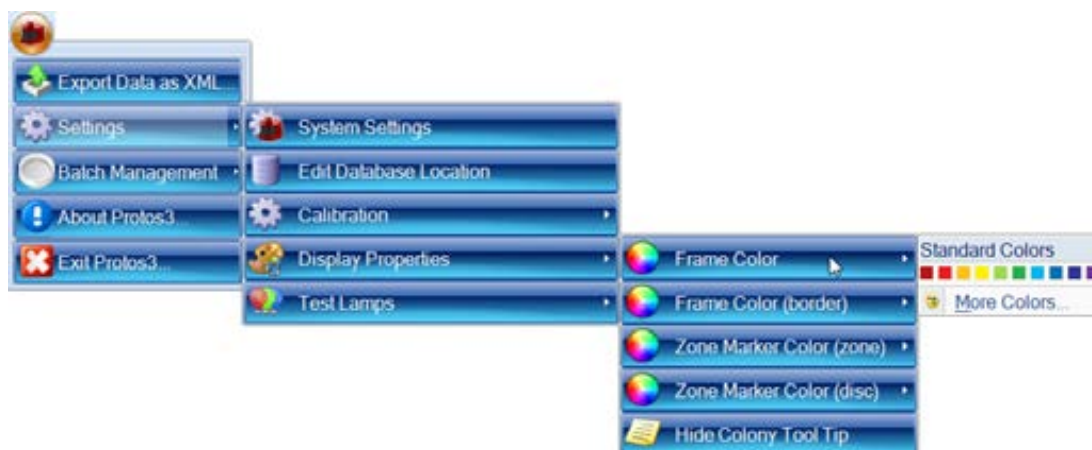 Export Data as XML
Settings
Batch Management
About Protos3...
Exit Protos3...
System Settings
Edit Database Location
Calibration
Display Properties
Test Lamps
Frame Color
Frame Color (border)
Zone Marker Color (zone)
Zone Marker Color (disc)
Hide Colony Tool Tip
Standard Colors
More Colors...